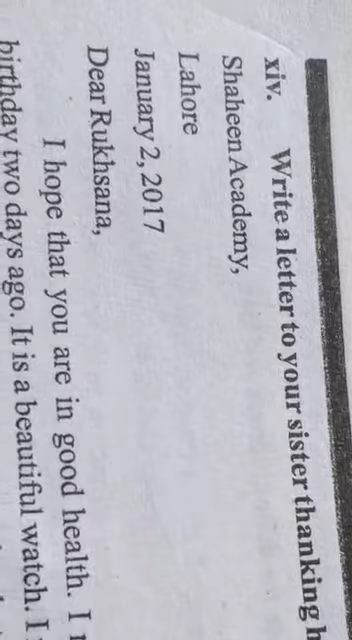 xiv. Write a letter to your sister thanking
Shaheen Academy,
Lahore
January 2, 2017
Dear Rukhsana,
I hope that you are in good health. I
birthday two days ago. It is a beautiful watch. I